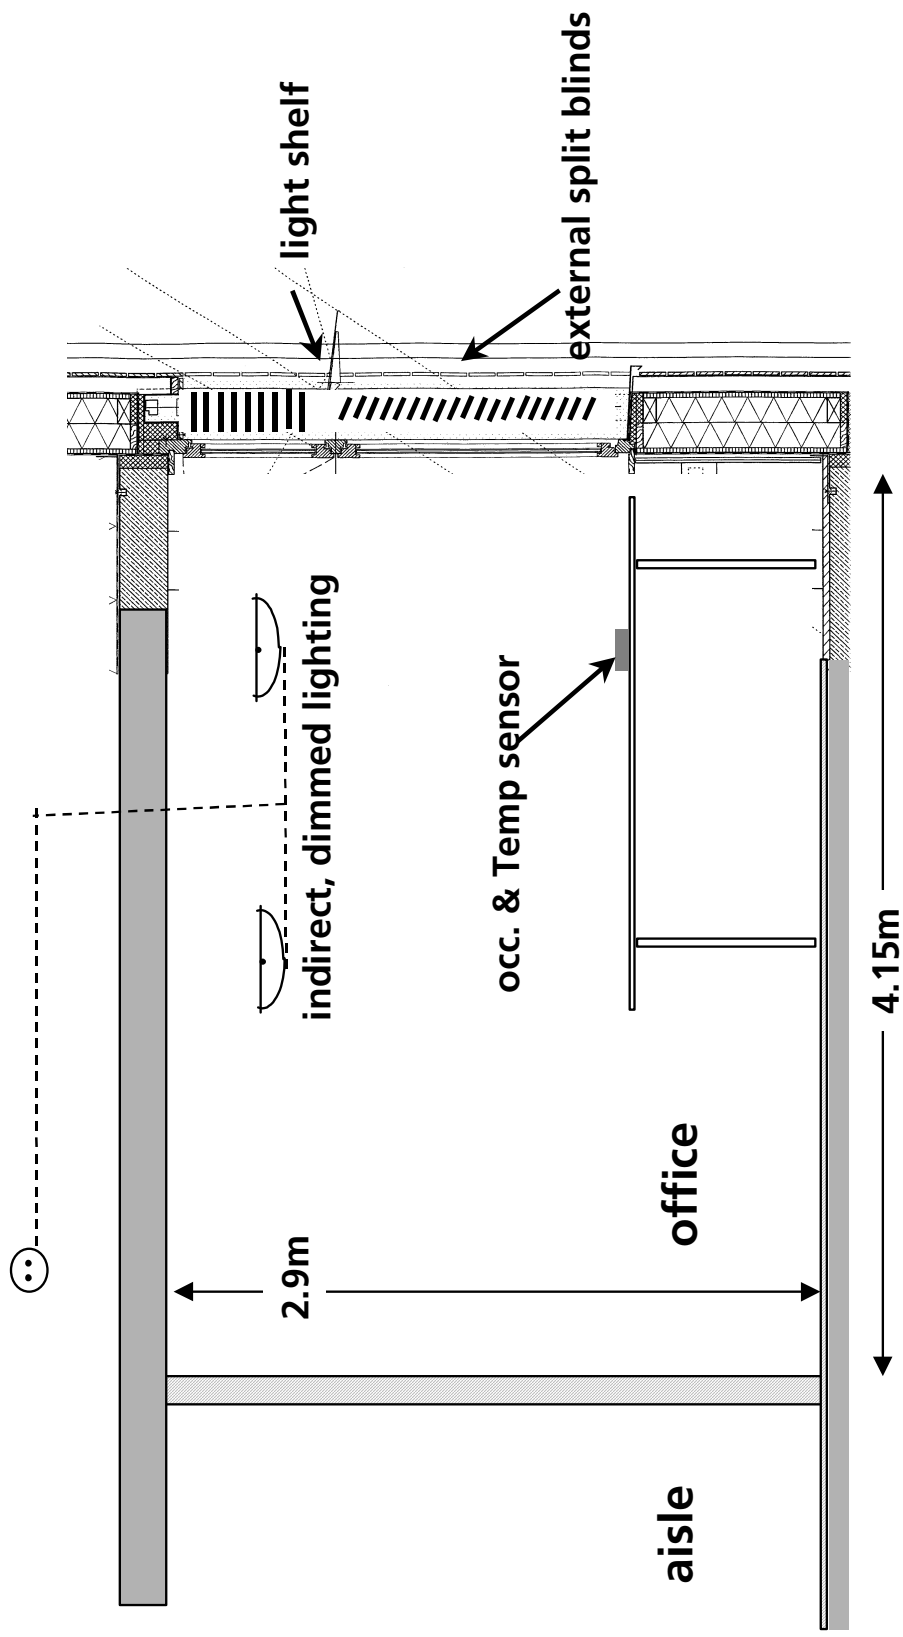 light shelf
external split blinds
indirect, dimmed lighting
occ. & Temp sensor
4.15m
office
2.9m
aisle